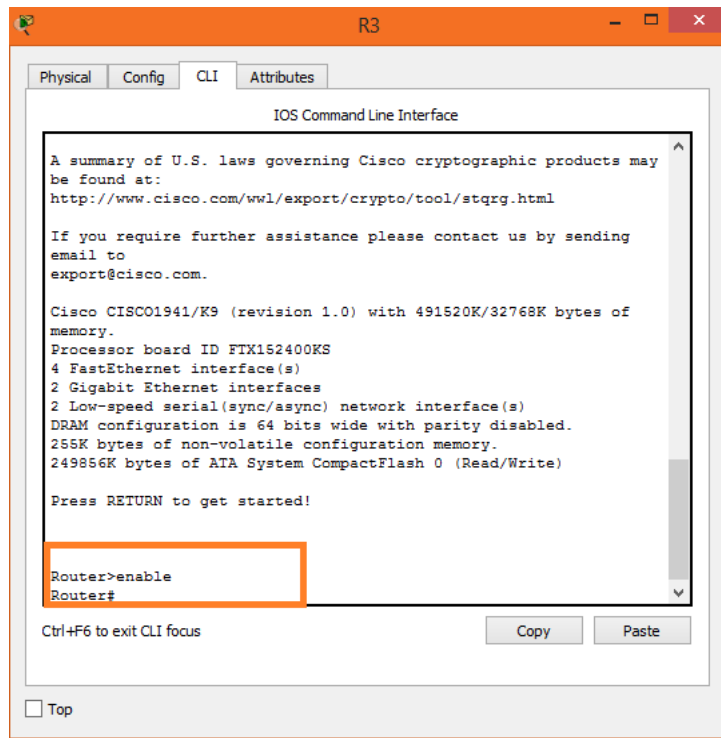 R3
Physical Config CLI Attributes
IOS Command Line Interface
A summary of U.S. laws governing Cisco cryptographic products may
be found at:
http://www.cisco.com/wwl/export/crypto/tool/stqrg.html
If you require further assistance please contact us by sending
email to
export@cisco.com.
Cisco CISCO1941/K9 (revision 1.0) with 491520K/32768K bytes of
memory.
Processor board ID FTX152400KS
4 FastEthernet interface(s)
2 Gigabit Ethernet interfaces
2 Low-speed serial(sync/async) network interface(s)
DRAM configuration is 64 bits wide with parity disabled.
255K bytes of non-volatile configuration memory.
249856K bytes of ATA System CompactFlash 0 (Read/Write)
Press RETURN to get started!
Router>enable
Router#
Ctrl+F6 to exit CLI focus
Copy Paste
Top